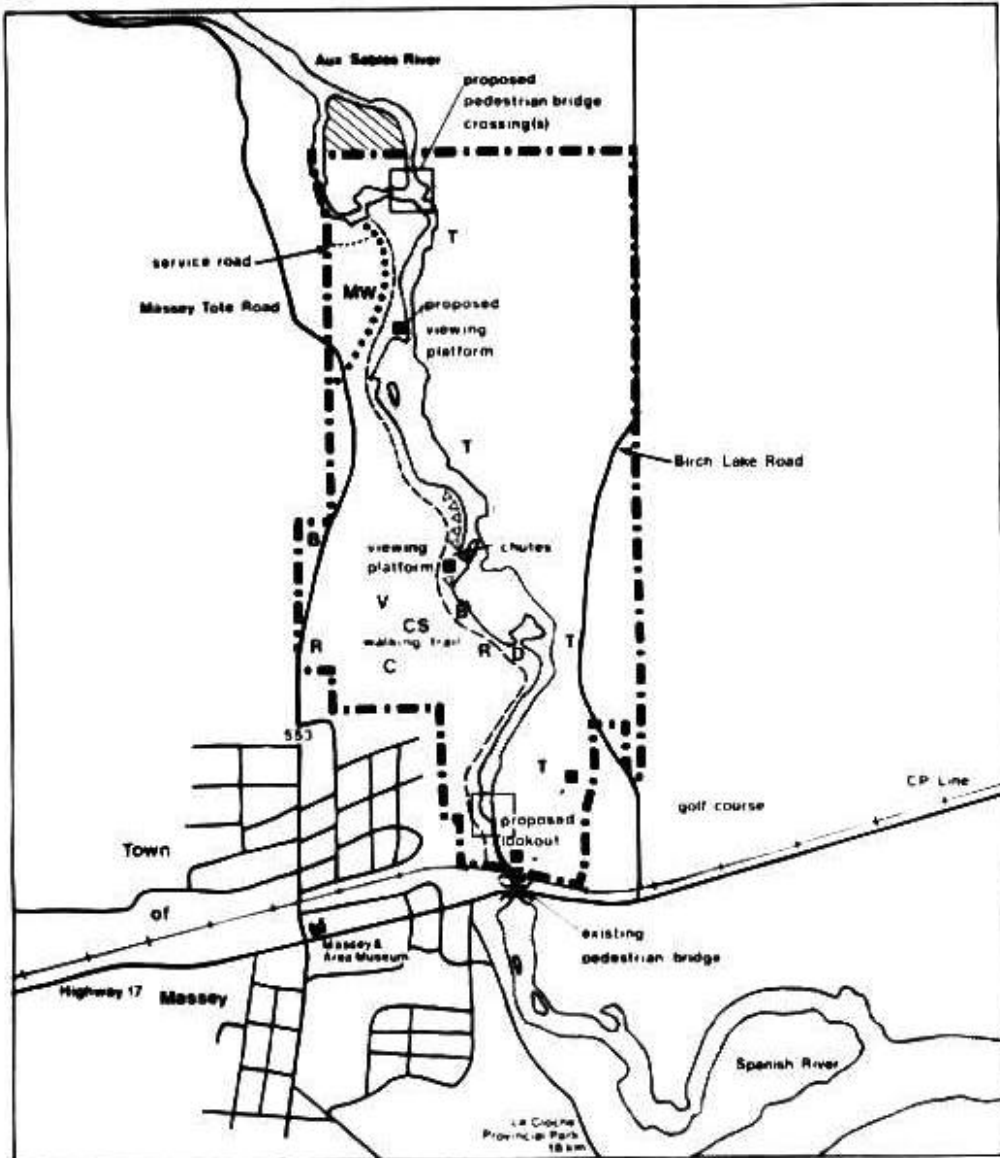 Aux Sables River
proposed
pedestrian bridge
crossing(s)
T
service road
MW
Massey Tote Road
proposed
viewing
platform
T
Birch Lake Road
B
viewing
platform
chutes
V
CS
walking trail
R
R
D
T
C
553
T
C.P. Line
golf course
proposed
lookout
Town
of
Massey &
Area Museum
existing
pedestrian bridge
Highway 17
Massey
Spanish River
La Cloche
Provincial Park
18 km